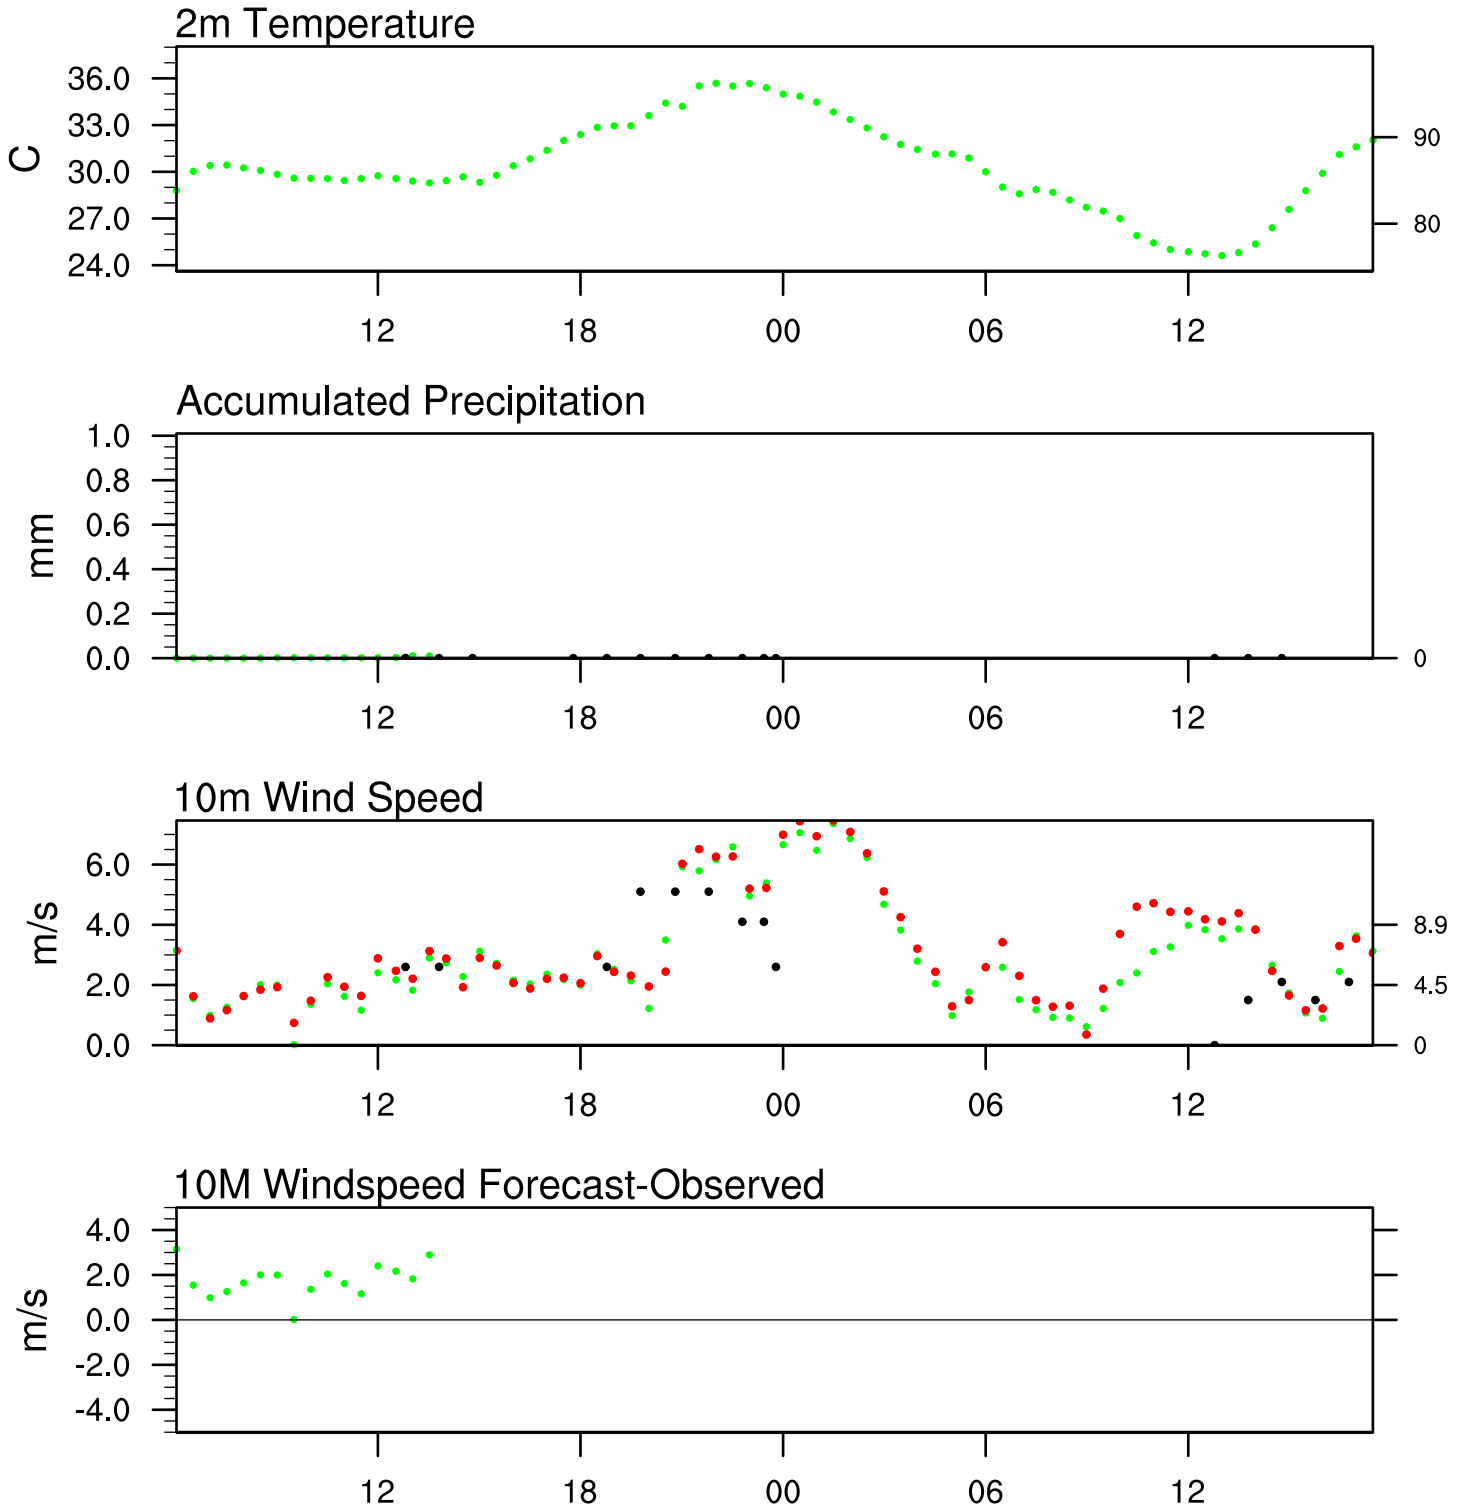 2m Temperature
36.0
33.0
90
C
30.0
27.0
80
24.0
12 18 00 06 12
Accumulated Precipitation
1.0
0.8
0.6
mm
0.4
0.2
0.0 0
12 18 00 06 12
10m Wind Speed
6.0
m/s
4.0 8.9
2.0 4.5
0.0 0
12 18 00 06 12
10M Windspeed Forecast-Observed
4.0
2.0
m/s
0.0
-2.0
-4.0
12 18 00 06 12